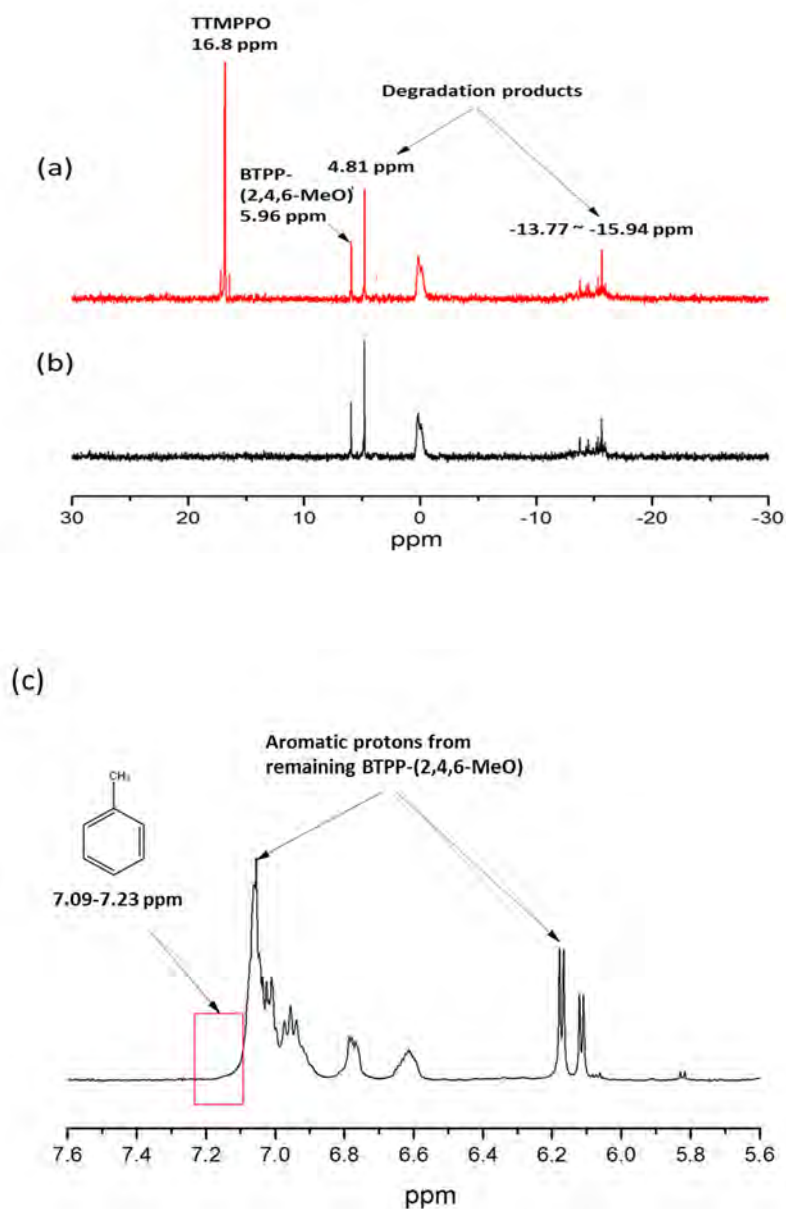 TTMPPO
16.8 ppm
Degradation products
(a)
BTPP-
(2,4,6-MeO)
5.96 ppm
4.81 ppm
-13.77 ~ -15.94 ppm
(b)
30 20 10 0 -10 -20 -30
ppm
(c)
Aromatic protons from
remaining BTPP-(2,4,6-MeO)
CH3
7.09-7.23 ppm
7.6 7.4 7.2 7.0 6.8 6.6 6.4 6.2 6.0 5.8 5.6
ppm